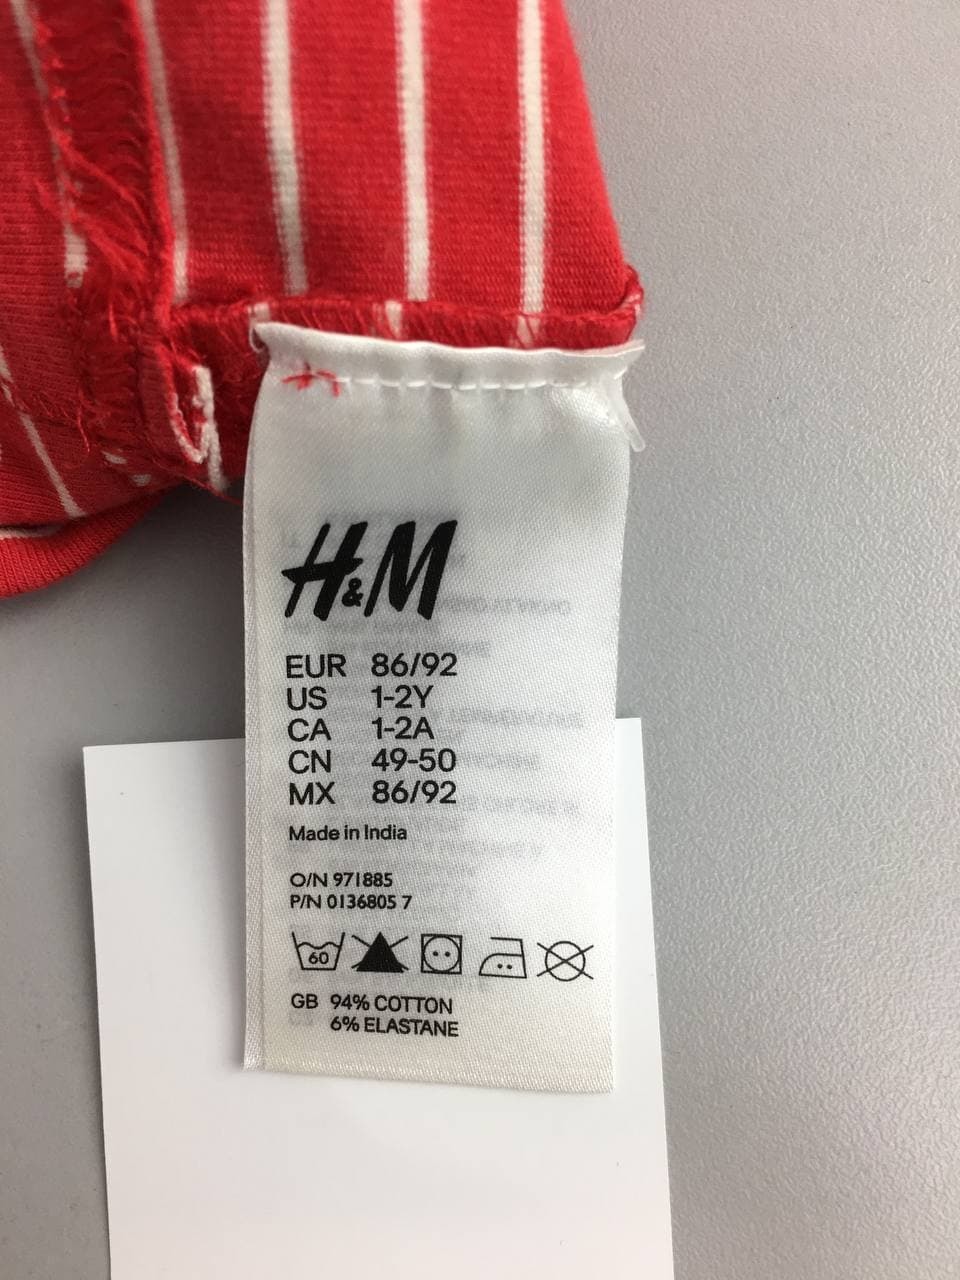 H&M
EUR 86/92
US 1-2Y
CA 1-2A
CN 49-50
MX 86/92
Made in India
O/N 971885
P/N 0136805 7
60
GB 94% COTTON
6% ELASTANE